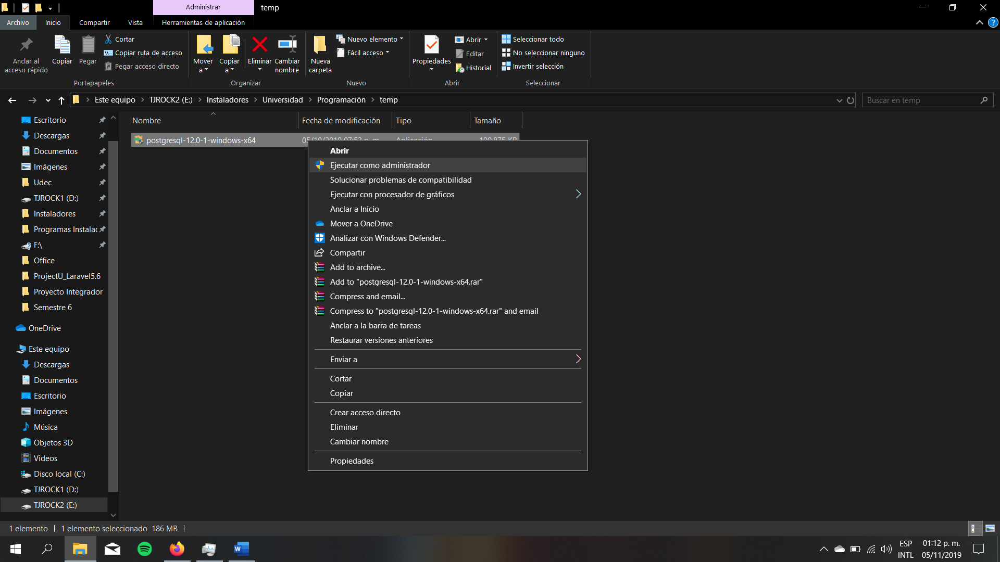 Administrar
temp
Archivo
Inicio
Compartir
Vista
Herramientas de aplicación
Anclar al
acceso rápido
Copiar
Pegar
Cortar
Copiar ruta de acceso
Pegar acceso directo
Portapapeles
Mover
a
Copiar
a
Eliminar
Cambiar
nombre
Organizar
Nueva
carpeta
Nuevo elemento
Fácil acceso
Nuevo
Propiedades
Abrir
Editar
Historial
Abrir
Seleccionar todo
No seleccionar ninguno
Invertir selección
Seleccionar
Este equipo
TJROCK2 (E:)
Instaladores
Universidad
Programación
temp
Buscar en temp
Escritorio
Descargas
Documentos
Imágenes
Udec
TJROCK1 (D:)
Instaladores
Programas Instalac
F:\
Office
ProjectU_Laravel5.6
Proyecto Integrador
Semestre 6
OneDrive
Este equipo
Descargas
Documentos
Escritorio
Imágenes
Música
Objetos 3D
Videos
Disco local (C:)
TJROCK1 (D:)
TJROCK2 (E:)
Nombre
Fecha de modificación
Tipo
Tamaño
postgresql-12.0-1-windows-x64
05/10/2019 07:53 p. m.
Aplicación
190.875 KB
Abrir
Ejecutar como administrador
Solucionar problemas de compatibilidad
Ejecutar con procesador de gráficos
Anclar a Inicio
Mover a OneDrive
Analizar con Windows Defender...
Compartir
Add to archive...
Add to "postgresql-12.0-1-windows-x64.rar"
Compress and email...
Compress to "postgresql-12.0-1-windows-x64.rar" and email
Anclar a la barra de tareas
Restaurar versiones anteriores
Enviar a
Cortar
Copiar
Crear acceso directo
Eliminar
Cambiar nombre
Propiedades
1 elemento
1 elemento seleccionado 186 MB
ESP
INTL
01:12 p. m.
05/11/2019